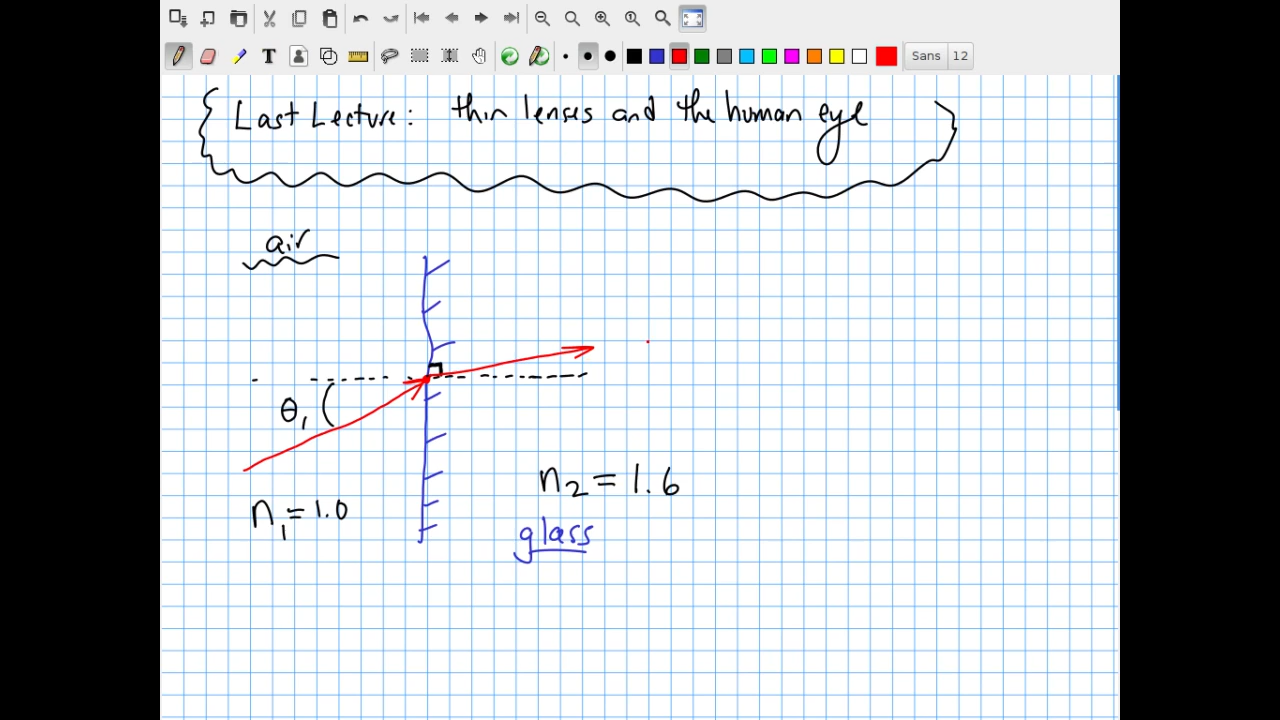 Sans 12
Last Lecture: thin lenses and the human eye
air
θ₁
n₂ = 1.6
n₁ = 1.0
glass